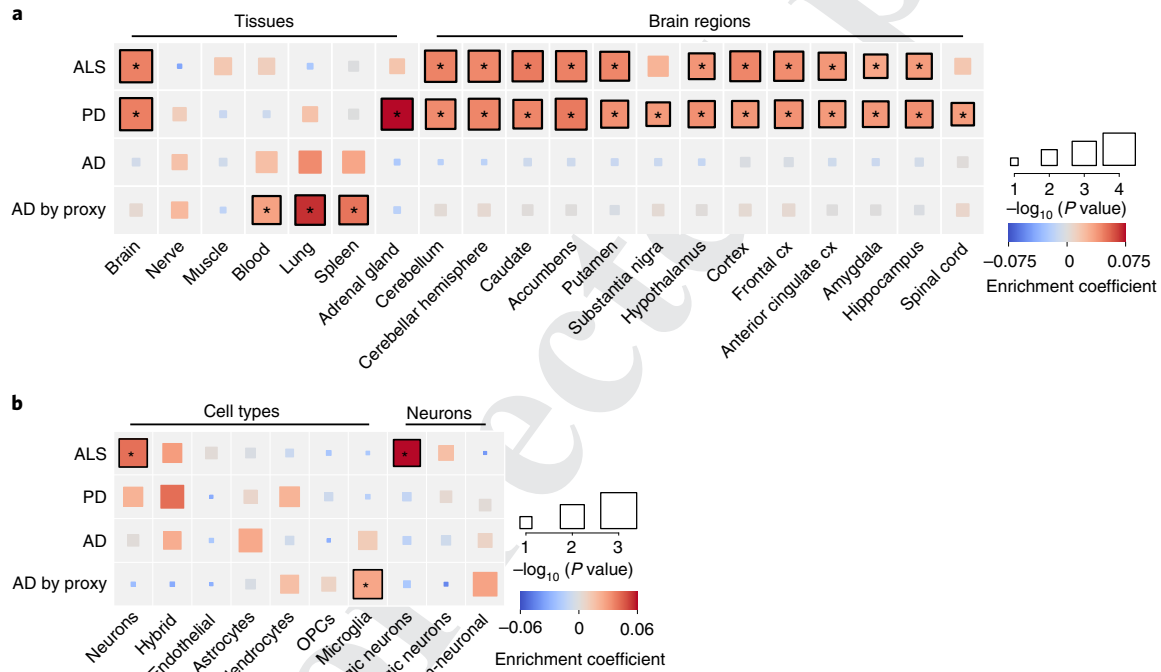 a
Tissues
Brain regions
ALS
PD
AD
AD by proxy
* * * * * * * * * * * *
* * * * * * * * * * * * * *
* * *
Brain
Nerve
Muscle
Blood
Lung
Spleen
Adrenal gland
Cerebellum
Cerebellar hemisphere
Caudate
Accumbens
Putamen
Substantia nigra
Hypothalamus
Cortex
Frontal cx
Anterior cingulate cx
Amygdala
Hippocampus
Spinal cord
1 2 3 4
−log10 (P value)
−0.075 0 0.075
Enrichment coefficient
b
Cell types
Neurons
ALS
PD
AD
AD by proxy
* *
*
Neurons
Hybrid
Endothelial
Astrocytes
OPCs
Microglia
neurons
neurons
1 2 3
−log10 (P value)
−0.06 0 0.06
Enrichment coefficient